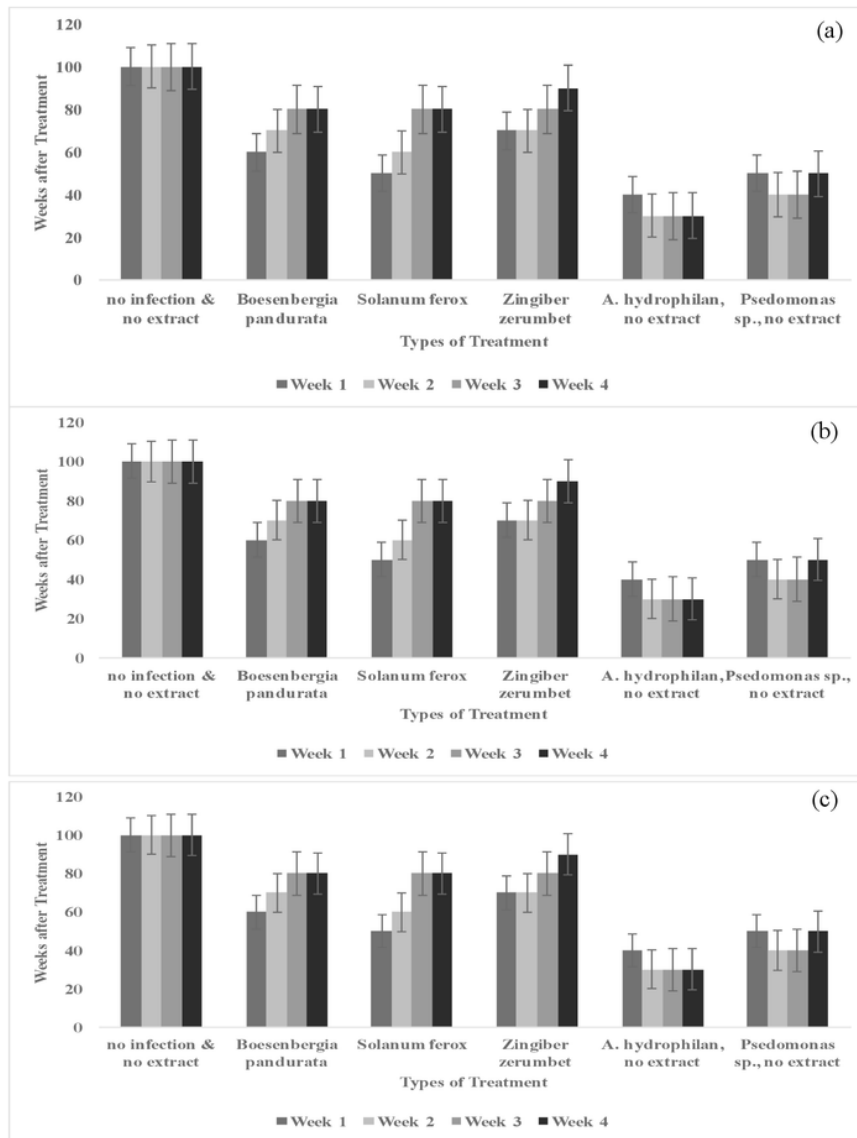 (a)
120
100
80
60
40
20
0
Weeks after Treatment
no infection & Boesenbergia Solanum ferox Zingiber A. hydrophilan, Psedomonas
no extract pandurata zerumbet no extract sp., no extract
Types of Treatment
Week 1 Week 2 Week 3 Week 4
(b)
120
100
80
60
40
20
0
Weeks after Treatment
no infection & Boesenbergia Solanum ferox Zingiber A. hydrophilan, Psedomonas sp.,
no extract pandurata zerumbet no extract no extract
Types of Treatment
Week 1 Week 2 Week 3 Week 4
(c)
120
100
80
60
40
20
0
Weeks after Treatment
no infection & Boesenbergia Solanum ferox Zingiber A. hydrophilan, Psedomonas
no extract pandurata zerumbet no extract sp., no extract
Types of Treatment
Week 1 Week 2 Week 3 Week 4